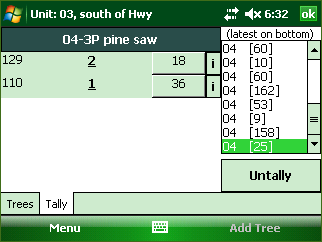 Unit: 03, south of Hwy 6:32 ok
04-3P pine saw
129 2 18 i
110 1 36 i
(latest on bottom)
04 [60]
04 [10]
04 [60]
04 [162]
04 [53]
04 [9]
04 [158]
04 [25]
Untally
Trees Tally
Menu Add Tree